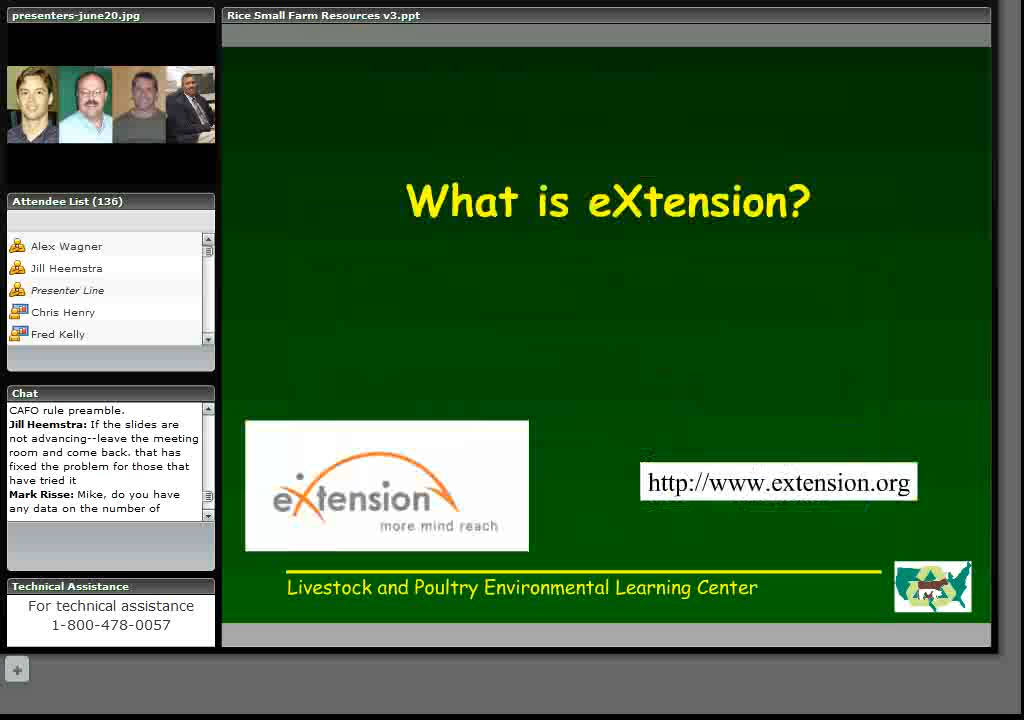 presenters-june20.jpg
Rice Small Farm Resources v3.ppt
Attendee List (136)
Alex Wagner
Jill Heemstra
Presenter Line
Chris Henry
Fred Kelly
Chat
CAFO rule preamble.
Jill Heemstra: If the slides are
not advancing--leave the meeting
room and come back. that has
fixed the problem for those that
have tried it
Mark Risse: Mike, do you have
any data on the number of
Technical Assistance
For technical assistance
1-800-478-0057
What is eXtension?
eXtension
more mind reach
http://www.extension.org
Livestock and Poultry Environmental Learning Center